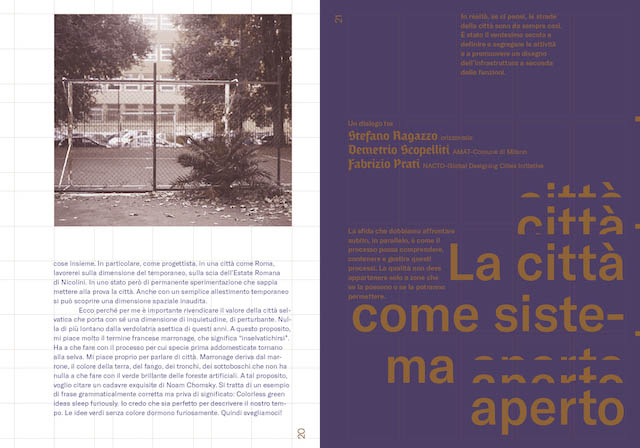 cose insieme. In particolare, come progettista, in una città come Roma,
lavorerei sulla dimensione del temporaneo, sulla scia dell'Estate Romana
di Nicolini. In uno stato però di permanente sperimentazione che sappia
mettere alla prova la città. Anche con un semplice allestimento temporaneo
si può scoprire una dimensione spaziale inaudita.
Ecco perché per me è importante rivendicare il valore della città sel-
vatica che porta con sé una dimensione di inquietudine, di perturbante. Nul-
la di più lontano dalla verdolatria asettica di questi anni. A questo proposito,
mi piace molto il termine francese marronage, che significa "inselvatichirsi".
Ha a che fare con il processo per cui specie prima addomesticate tornano
alla selva. Mi piace proprio per parlare di città. Marronage deriva dal mar-
rone, il colore della terra, del fango, dei tronchi, dei sottoboschi che non ha
nulla a che fare con il verde brillante delle foreste artificiali. A tal proposito,
voglio citare un cadavre exquisite di Noam Chomsky. Si tratta di un esempio
di frase grammaticalmente corretta ma priva di significato: Colorless green
ideas sleep furiously. Io credo che sia perfetto per descrivere il nostro tem-
po. Le idee verdi senza colore dormono furiosamente. Quindi svegliamoci!
20
21
In realtà, se ci pensi, le strade
della città sono da sempre così.
È stato il ventesimo secolo a
definire e segregare le attività
e a promuovere un disegno
dell'infrastruttura a seconda
delle funzioni.
Un dialogo tra
Stefano Ragazzo orizzontale
Demetrio Scopelliti AMAT-Comune di Milano
Fabrizio Prati NACTO-Global Designing Cities Initiative
La sfida che dobbiamo affrontare
subito, in parallelo, è come il
processo possa comprendere,
contenere e gestire questi
processi. La qualità non deve
appartenere solo a zone che
se la possono o se la potranno
permettere.
città
città
La città
come siste-
ma aperto
aperto
aperto